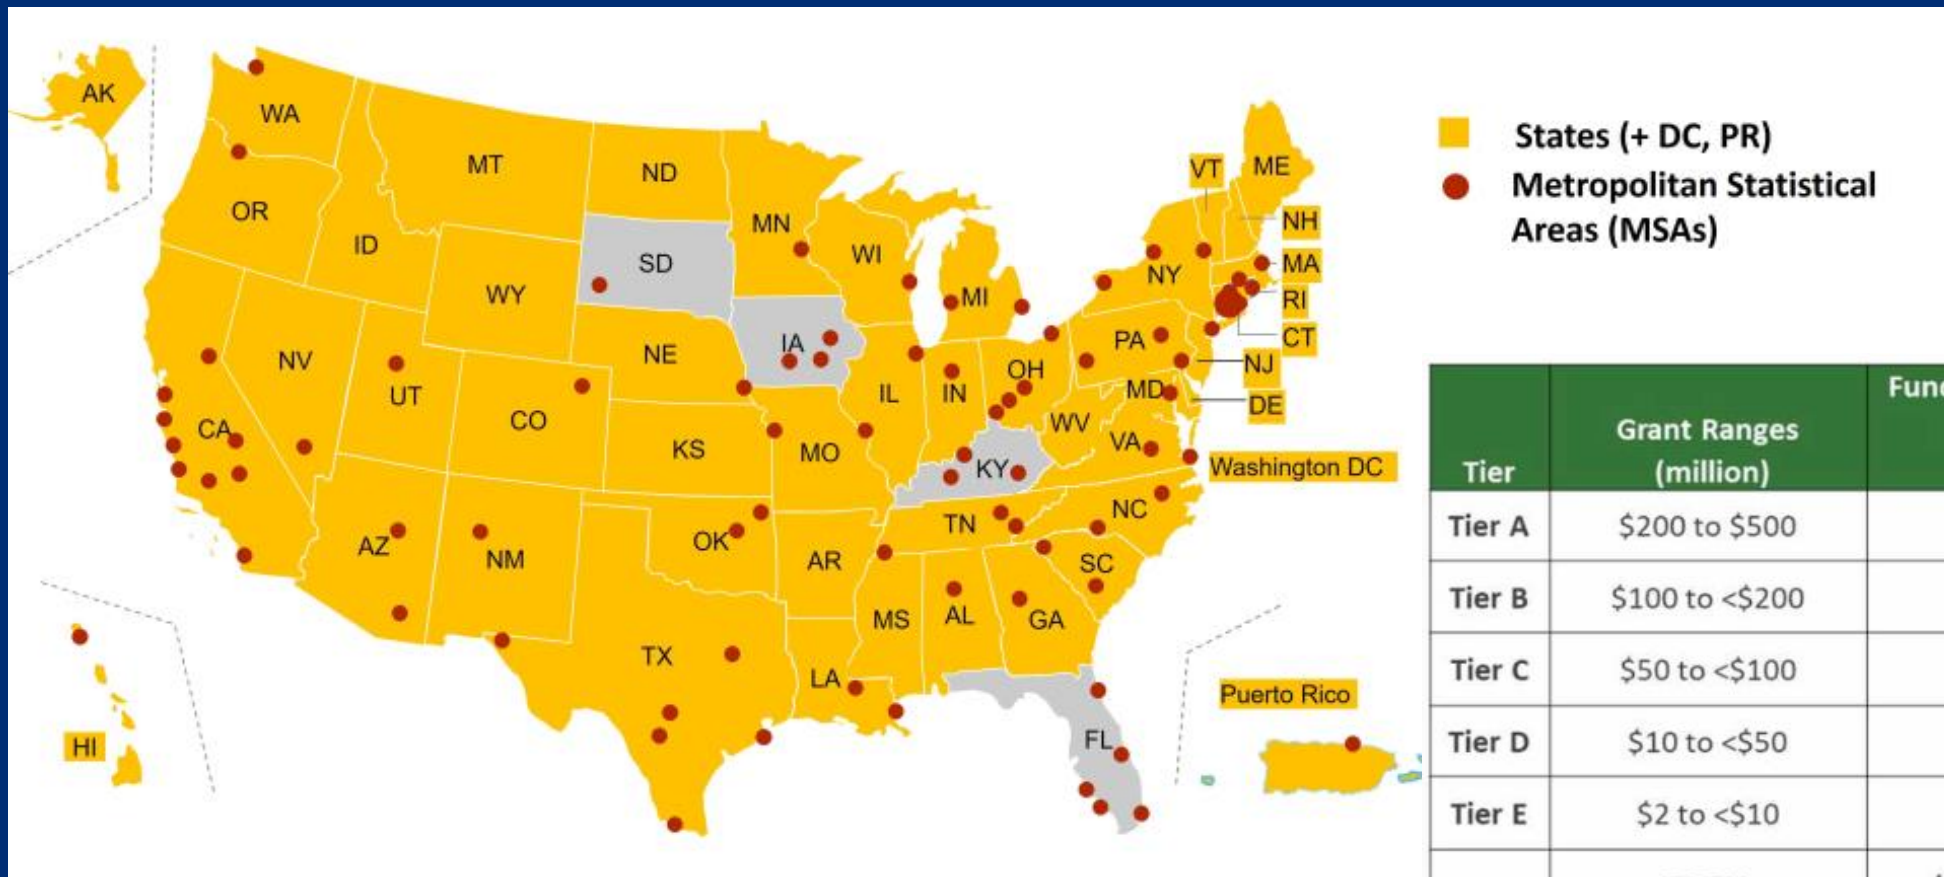 AK
WA
MT
ND
OR
ID
MN
SD
WI
WY
MI
NY
VT
ME
NH
MA
RI
CT
NJ
DE
IA
NE
PA
NV
UT
CO
IL
IN
OH
MD
CA
KS
MO
WV
VA
KY
Washington DC
AZ
NM
OK
AR
TN
NC
SC
MS
AL
GA
TX
LA
FL
HI
Puerto Rico
States (+ DC, PR)
Metropolitan Statistical
Areas (MSAs)
Tier
Grant Ranges
(million)
Tier A
$200 to $500
Tier B
$100 to <$200
Tier C
$50 to <$100
Tier D
$10 to <$50
Tier E
$2 to <$10